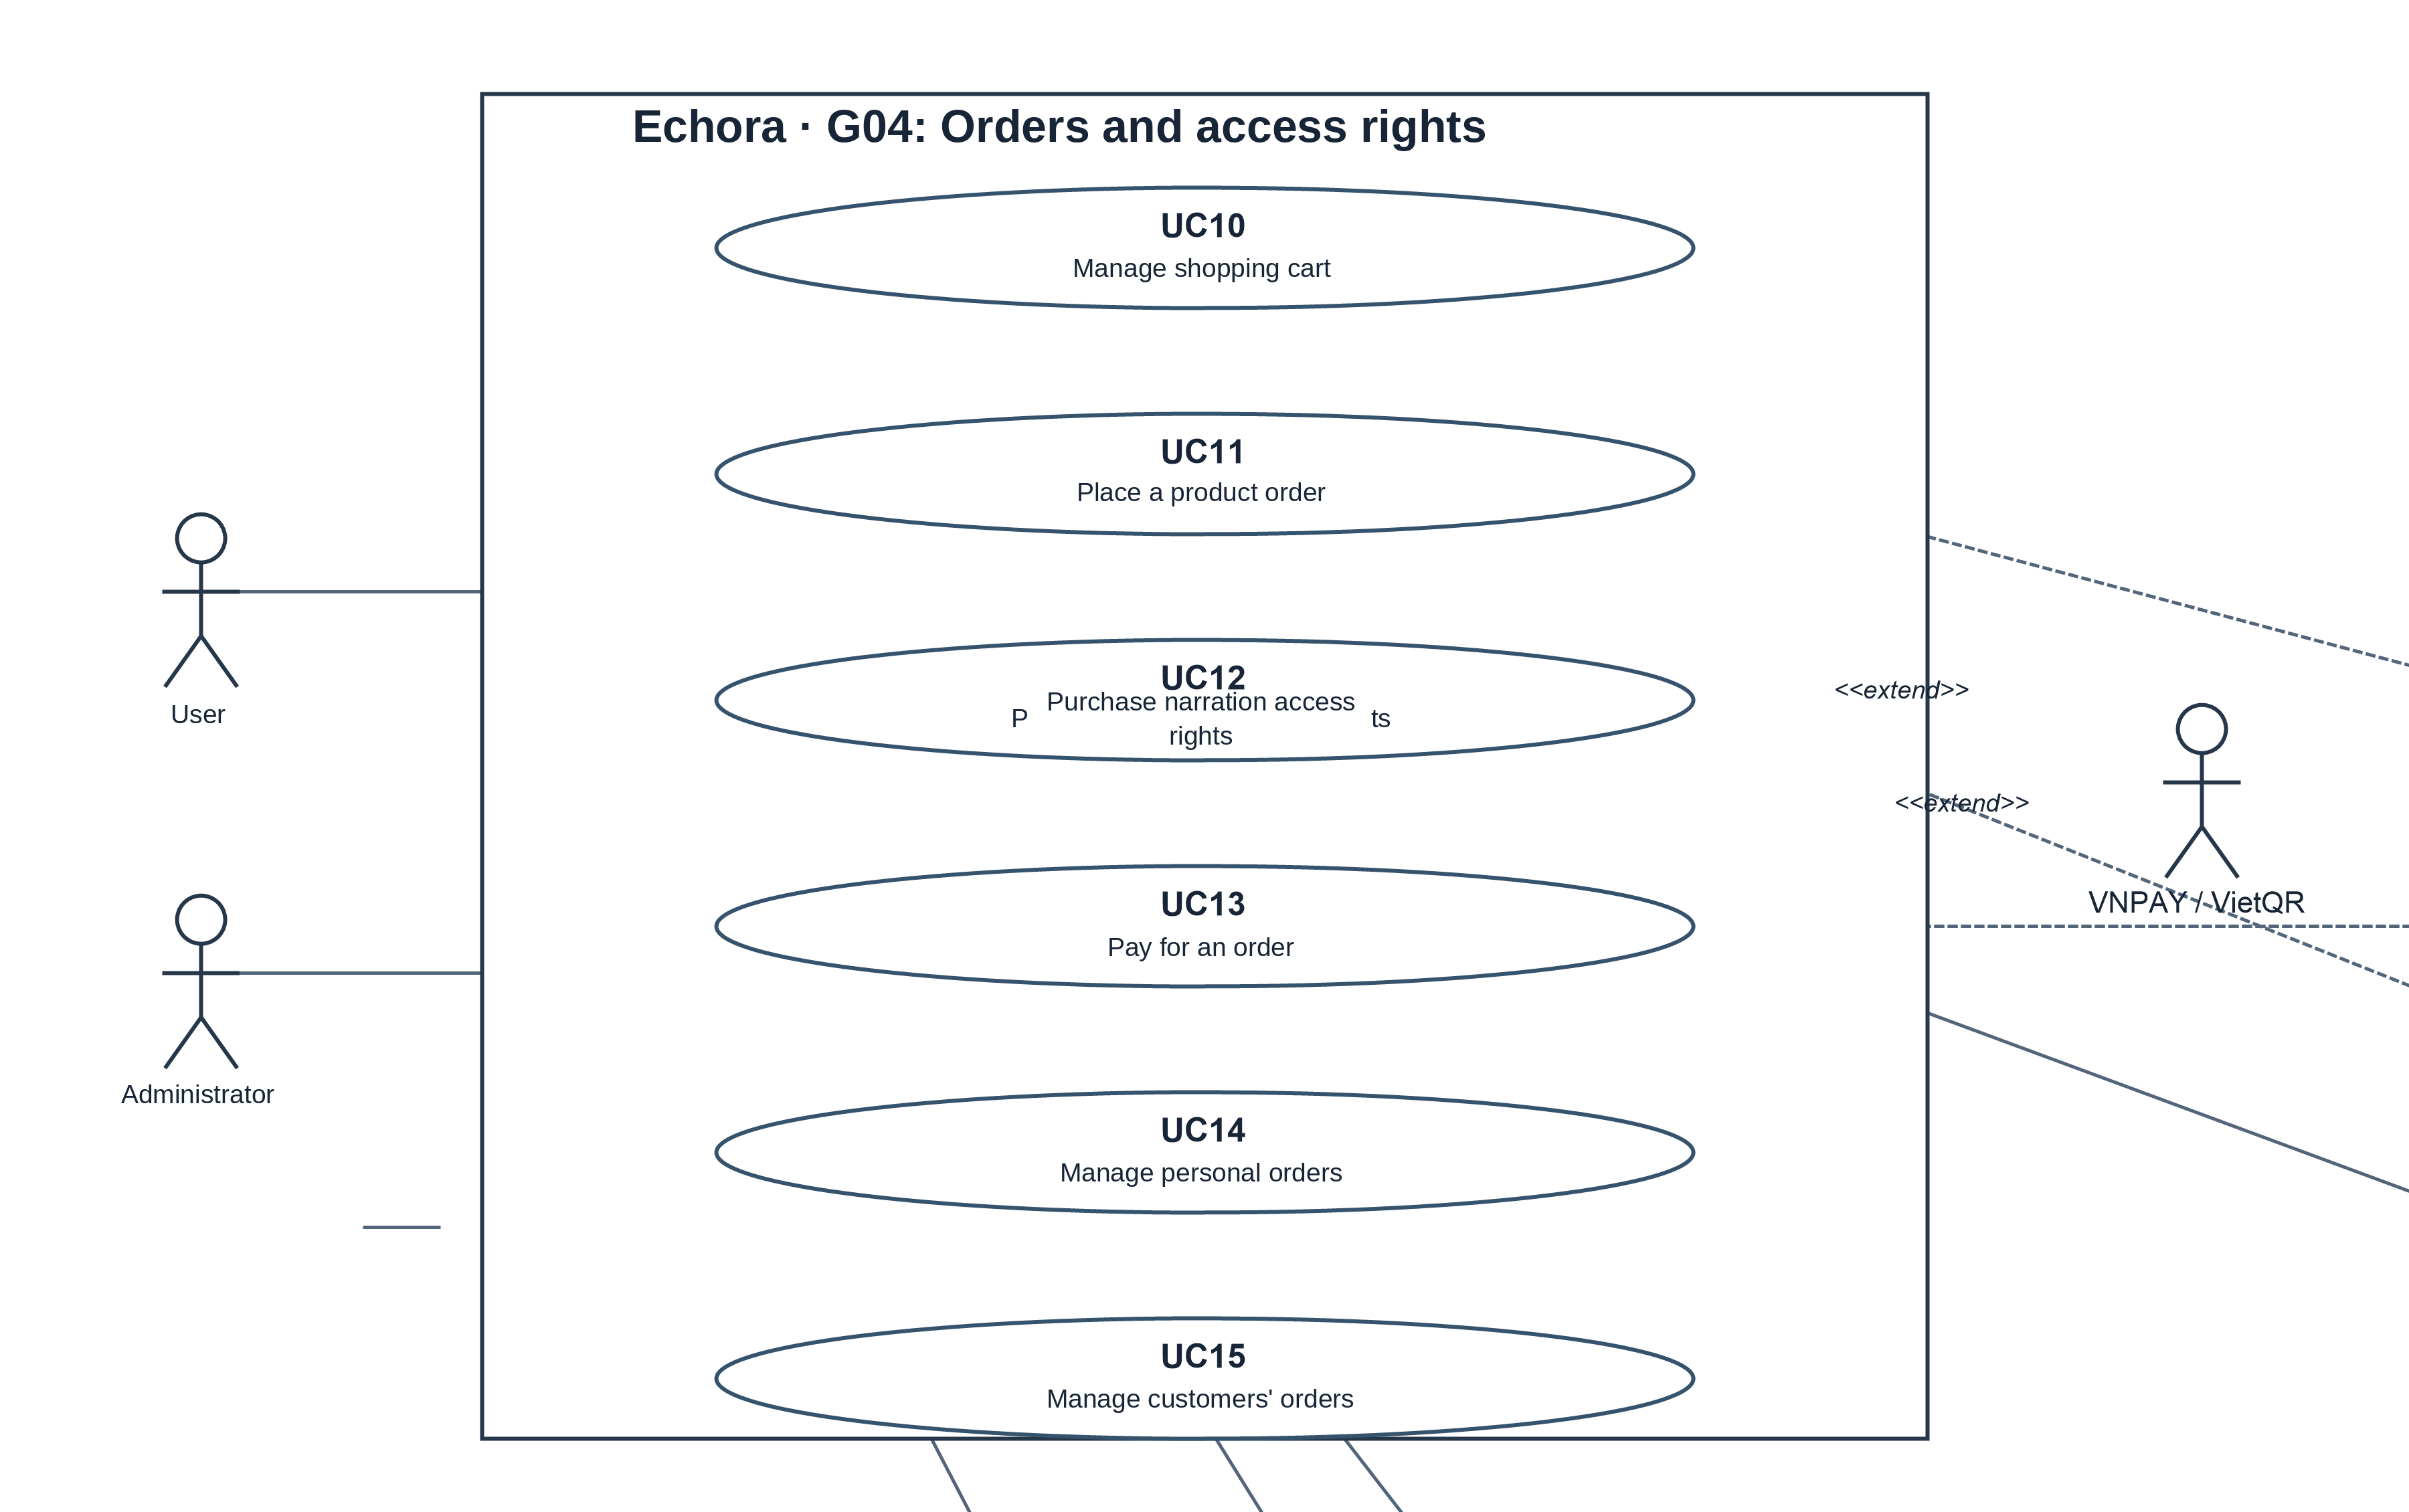 Echora · G04: Orders and access rights
UC10
Manage shopping cart
UC11
Place a product order
User
UC12
Purchase narration access
P
ts
rights
<<extend>>
<<extend>>
VNPAY / VietQR
UC13
Pay for an order
Administrator
UC14
Manage personal orders
UC15
Manage customers' orders